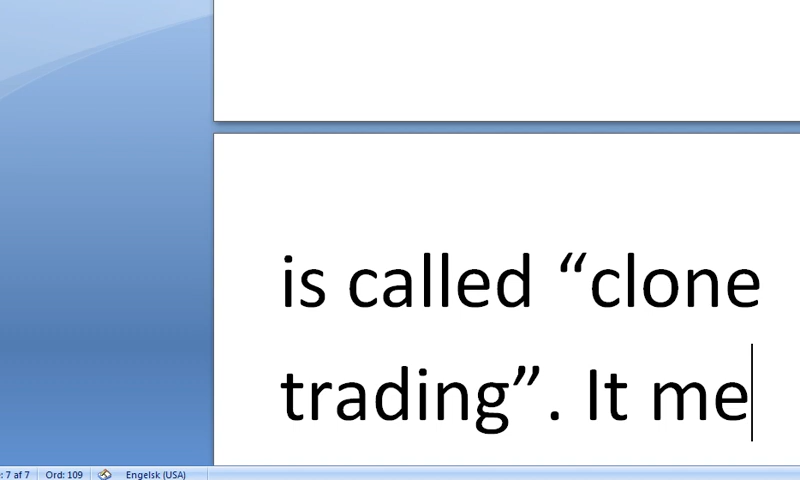 is called “clone
trading”. It me
: 7 af 7 Ord: 109 Engelsk (USA)